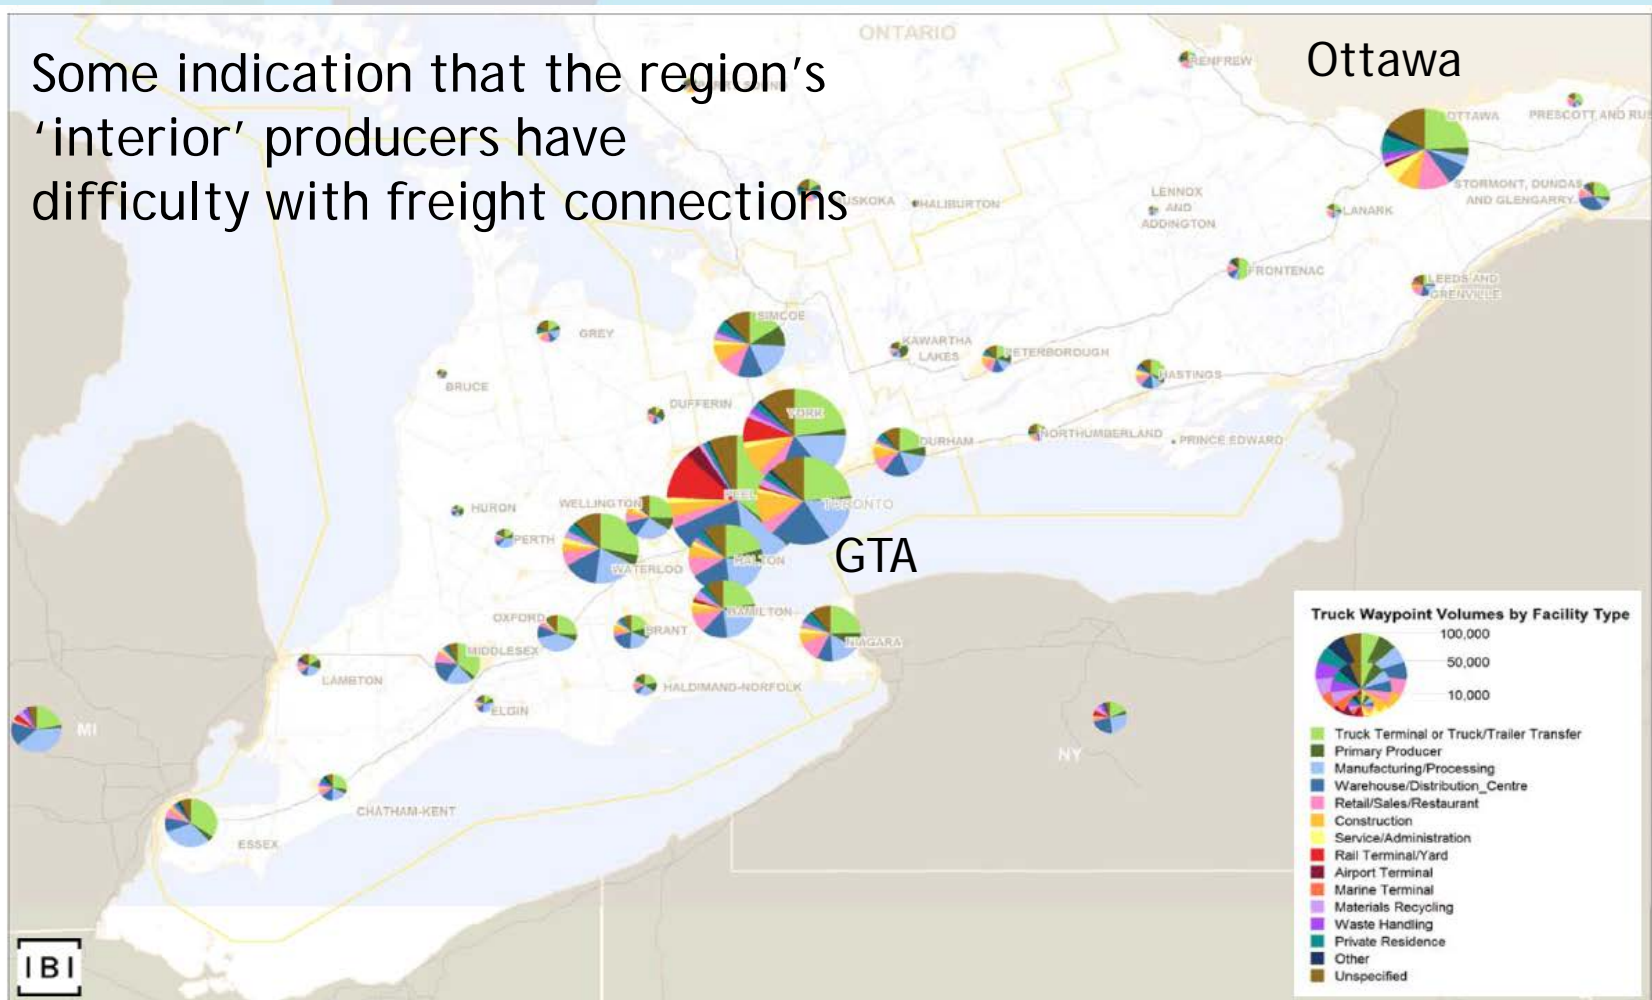 Some indication that the region's
‘interior’ producers have
difficulty with freight connections
ONTARIO
Ottawa
RENFREW
OTTAWA
PRESCOTT AND RUS
STORMONT, DUNDAS
AND GLENGARRY
LENNOX
AND
ADDINGTON
LANARK
MUSKOKA
HALIBURTON
FRONTENAC
LEEDS AND
GRENVILLE
SIMCOE
GREY
KAWARTHA
LAKES
PETERBOROUGH
HASTINGS
BRUCE
DUFFERIN
YORK
DURHAM
NORTHUMBERLAND
PRINCE EDWARD
PEEL
TORONTO
HURON
WELLINGTON
PERTH
WATERLOO
HALTON
GTA
OXFORD
BRANT
HAMILTON
NIAGARA
MIDDLESEX
LAMBTON
ELGIN
HALDIMAND-NORFOLK
MI
NY
CHATHAM-KENT
ESSEX
Truck Waypoint Volumes by Facility Type
100,000
50,000
10,000
Truck Terminal or Truck/Trailer Transfer
Primary Producer
Manufacturing/Processing
Warehouse/Distribution_Centre
Retail/Sales/Restaurant
Construction
Service/Administration
Rail Terminal/Yard
Airport Terminal
Marine Terminal
Materials Recycling
Waste Handling
Private Residence
Other
Unspecified
IBI